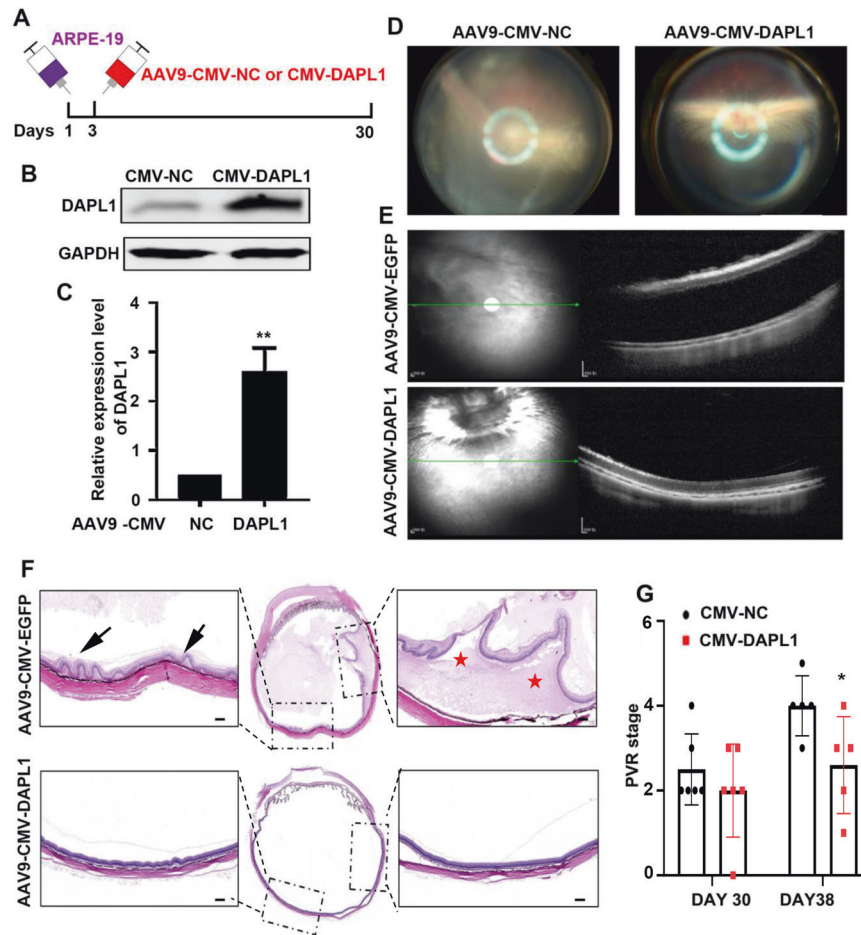 A
ARPE-19
AAV9-CMV-NC or CMV-DAPL1
Days 1 3 30
B
CMV-NC CMV-DAPL1
DAPL1
GAPDH
C
Relative expression level
of DAPL1
4
3
2
1
0
**
AAV9 -CMV NC DAPL1
D
AAV9-CMV-NC AAV9-CMV-DAPL1
E
AAV9-CMV-EGFP
AAV9-CMV-DAPL1
F
AAV9-CMV-EGFP
AAV9-CMV-DAPL1
G
CMV-NC
CMV-DAPL1
PVR stage
6
4
2
0
*
DAY 30 DAY38